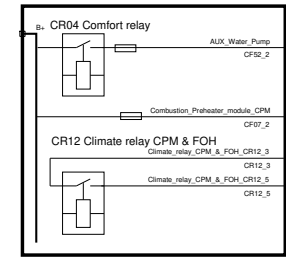 B+ CR04 Comfort relay
AUX_Water_Pump
CF52_2
Combustion_Preheater_module_CPM
CF07_2
CR12 Climate relay CPM & FOH
Climate_relay_CPM_&_FOH_CR12_3
CR12_3
Climate_relay_CPM_&_FOH_CR12_5
CR12_5